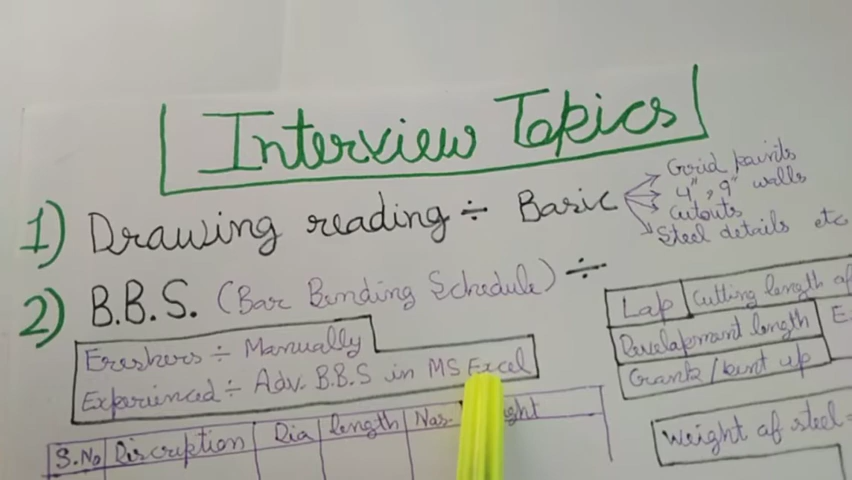 Interview Topics
1) Drawing reading ÷ Basic
Grid points
4", 9" walls
Cutouts
Steel details etc
2) B.B.S. (Bar Bending Schedule) ÷
Freshers ÷ Manually
Experienced ÷ Adv. B.B.S in MS Excel
Lap Cutting length of
Development length
Crank/bent up
S.No Discription Dia length Nos.
Weight of steel =